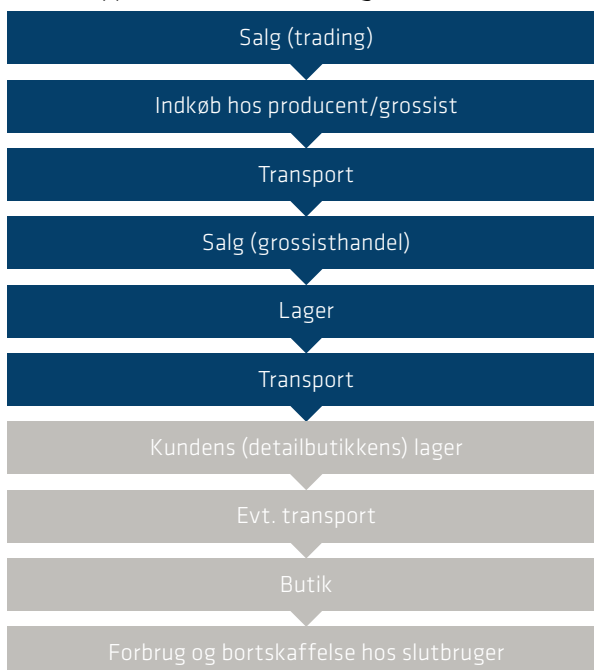 Salg (trading)
Indkøb hos producent/grossist
Transport
Salg (grossisthandel)
Lager
Transport
Kundens (detailbutikkens) lager
Evt. transport
Butik
Forbrug og bortskaffelse hos slutbruger